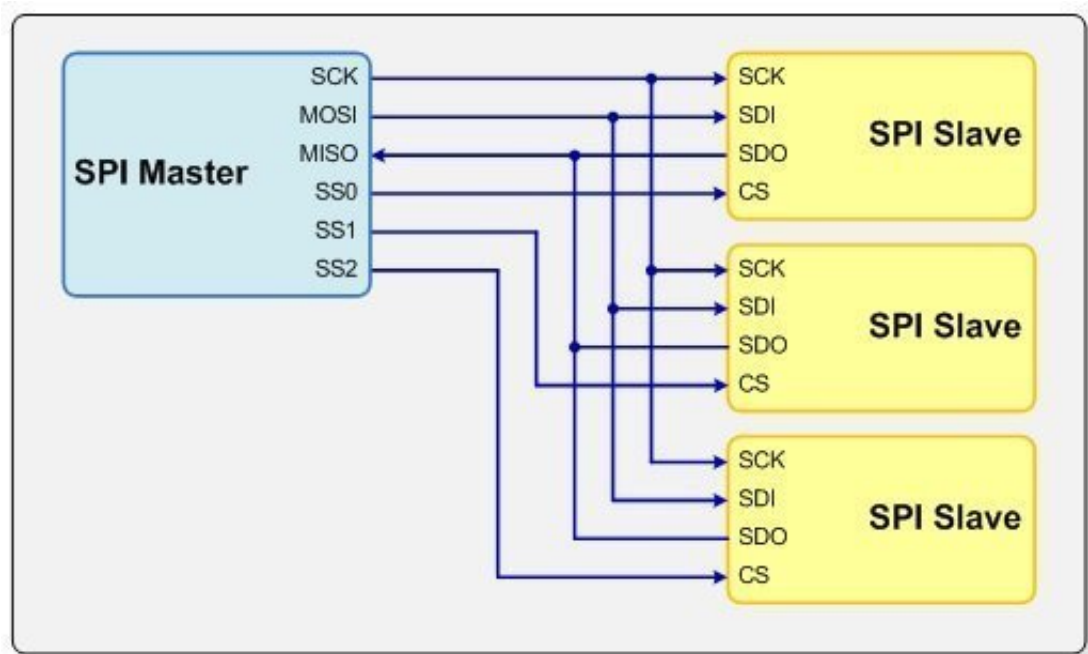 SPI Master
SCK
MOSI
MISO
SS0
SS1
SS2
SCK
SDI
SDO
CS
SPI Slave
SCK
SDI
SDO
CS
SPI Slave
SCK
SDI
SDO
CS
SPI Slave